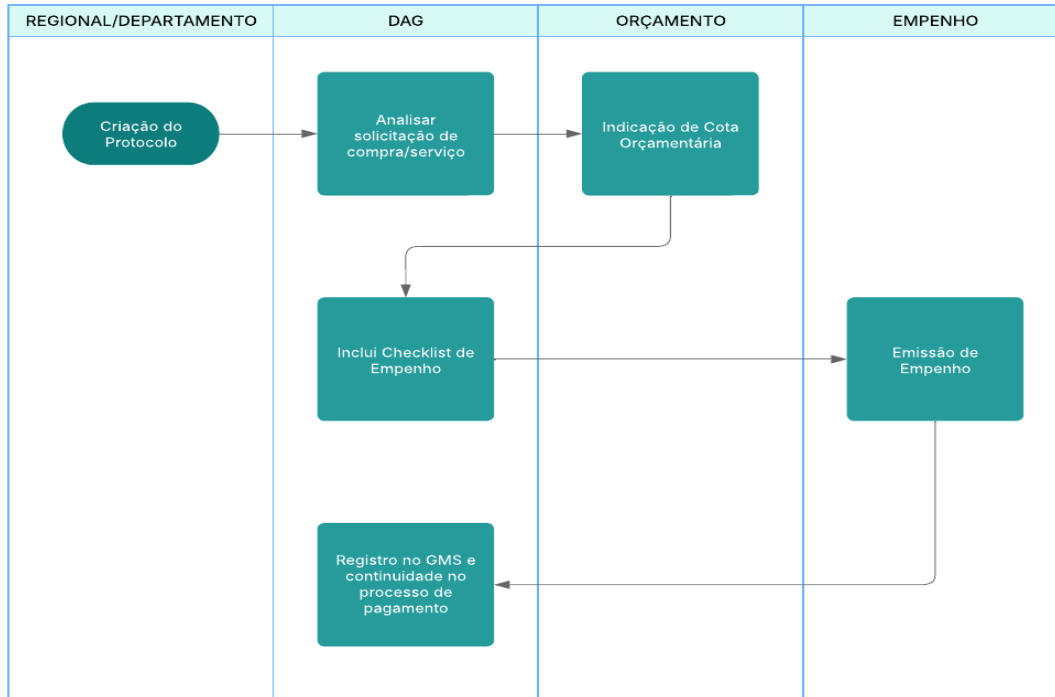 REGIONAL/DEPARTAMENTO
DAG
ORÇAMENTO
EMPENHO
Criação do
Protocolo
Analisar
solicitação de
compra/serviço
Indicação de Cota
Orçamentária
Inclui Checklist de
Empenho
Emissão de
Empenho
Registro no GMS e
continuidade no
processo de
pagamento